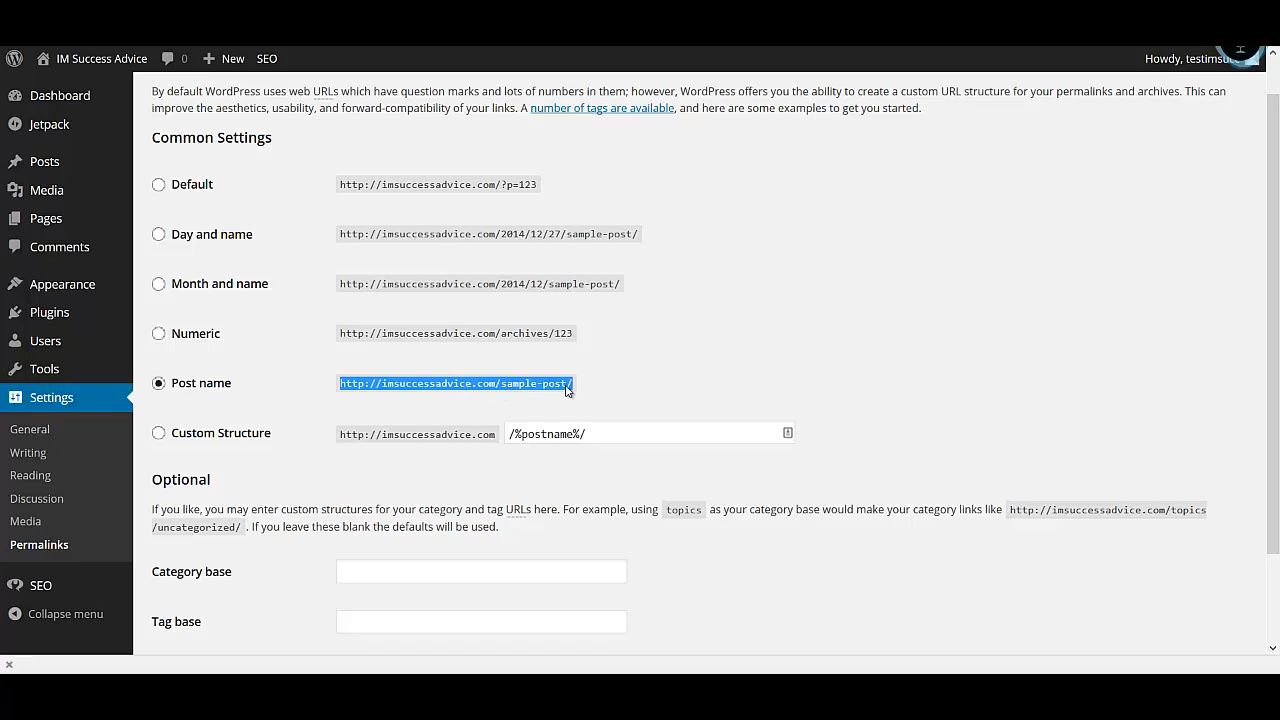 IM Success Advice 0 New SEO Howdy,
Dashboard
Jetpack
Posts
Media
Pages
Comments
Appearance
Plugins
Users
Tools
Settings
General
Writing
Reading
Discussion
Media
Permalinks
SEO
Collapse menu
By default WordPress uses web URLs which have question marks and lots of numbers in them; however, WordPress offers you the ability to create a custom URL structure for your permalinks and archives. This can
improve the aesthetics, usability, and forward-compatibility of your links. A number of tags are available, and here are some examples to get you started.
Common Settings
Default http://imsuccessadvice.com/?p=123
Day and name http://imsuccessadvice.com/2014/12/27/sample-post/
Month and name http://imsuccessadvice.com/2014/12/sample-post/
Numeric http://imsuccessadvice.com/archives/123
Post name http://imsuccessadvice.com/sample-post/
Custom Structure http://imsuccessadvice.com /%postname%/
Optional
If you like, you may enter custom structures for your category and tag URLs here. For example, using topics as your category base would make your category links like http://imsuccessadvice.com/topics
/uncategorized/ . If you leave these blank the defaults will be used.
Category base
Tag base